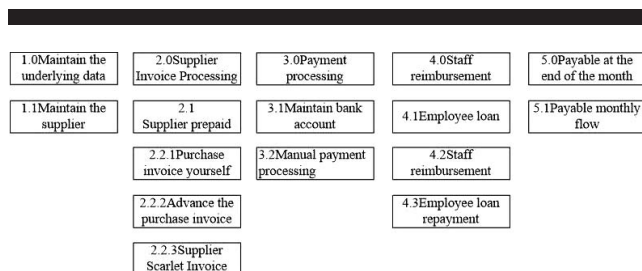 1.0Maintain the
underlying data
2.0Supplier
Invoice Processing
3.0Payment
processing
4.0Staff
reimbursement
5.0Payable at the
end of the month
1.1Maintain the
supplier
2.1
Supplier prepaid
3.1Maintain bank
account
4.1Employee loan
5.1Payable monthly
flow
2.2.1Purchase
invoice yourself
3.2Manual payment
processing
4.2Staff
reimbursement
2.2.2Advance the
purchase invoice
4.3Employee loan
repayment
2.2.3Supplier
Scarlet Invoice